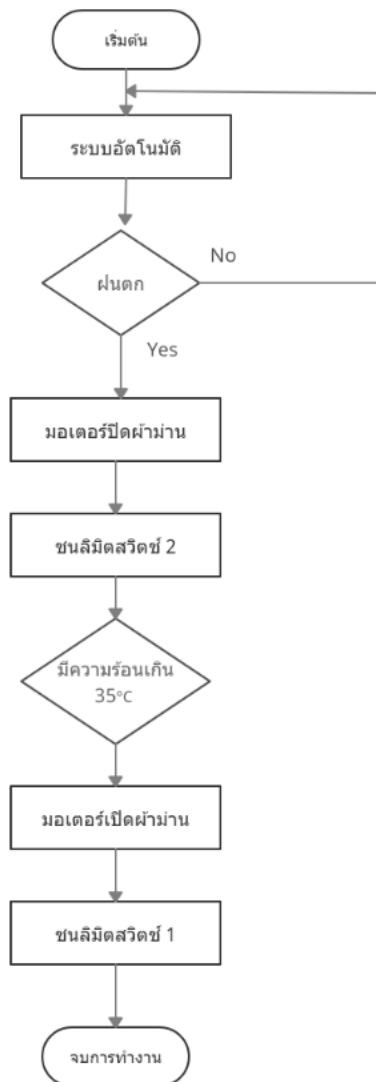 เริ่มต้น
ระบบอัตโนมัติ
ฝนตก
No
Yes
มอเตอร์ปิดผ้าม่าน
ชนลิมิตสวิตช์ 2
มีความร้อนเกิน
35°C
มอเตอร์เปิดผ้าม่าน
ชนลิมิตสวิตช์ 1
จบการทำงาน